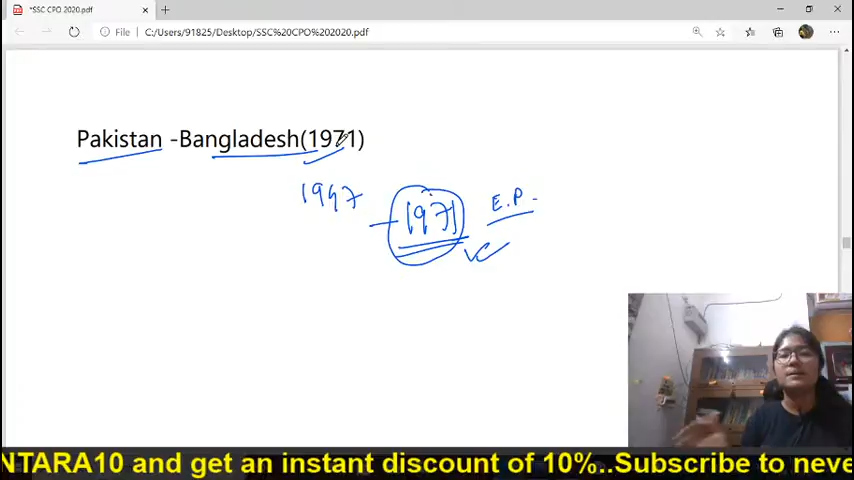 *SSC CPO 2020.pdf
File C:/Users/91825/Desktop/SSC%20CPO%202020.pdf
Pakistan -Bangladesh(1971)
1947
1971 E.P.
NTARA10 and get an instant discount of 10%..Subscribe to neve